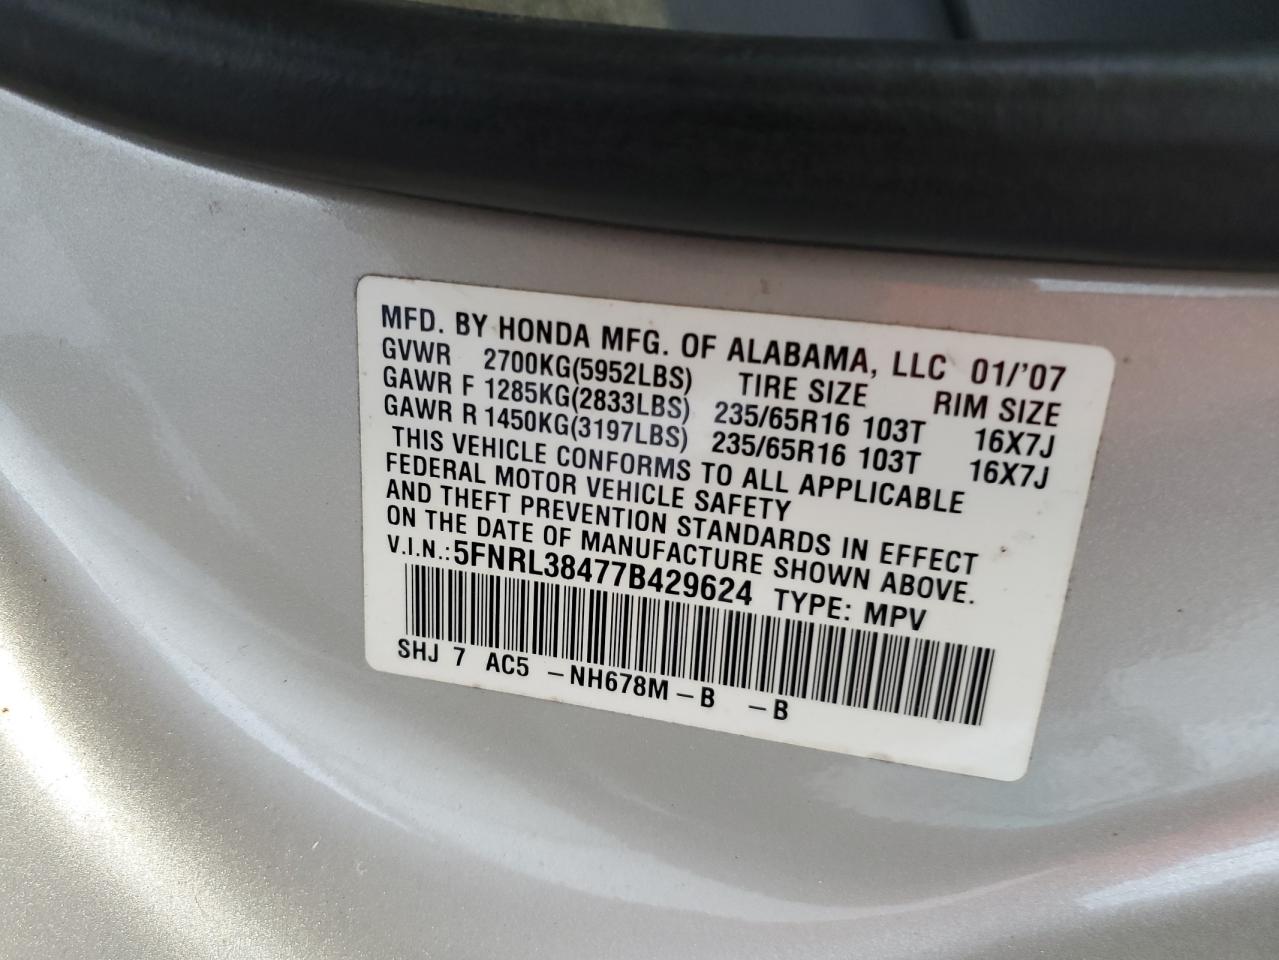 MFD. BY HONDA MFG. OF ALABAMA, LLC 01/'07
GVWR 2700KG(5952LBS) TIRE SIZE RIM SIZE
GAWR F 1285KG(2833LBS) 235/65R16 103T 16X7J
GAWR R 1450KG(3197LBS) 235/65R16 103T 16X7J
THIS VEHICLE CONFORMS TO ALL APPLICABLE
FEDERAL MOTOR VEHICLE SAFETY
AND THEFT PREVENTION STANDARDS IN EFFECT
ON THE DATE OF MANUFACTURE SHOWN ABOVE.
V.I.N.: 5FNRL38477B429624 TYPE: MPV
SHJ 7 AC5 -NH678M-B -B